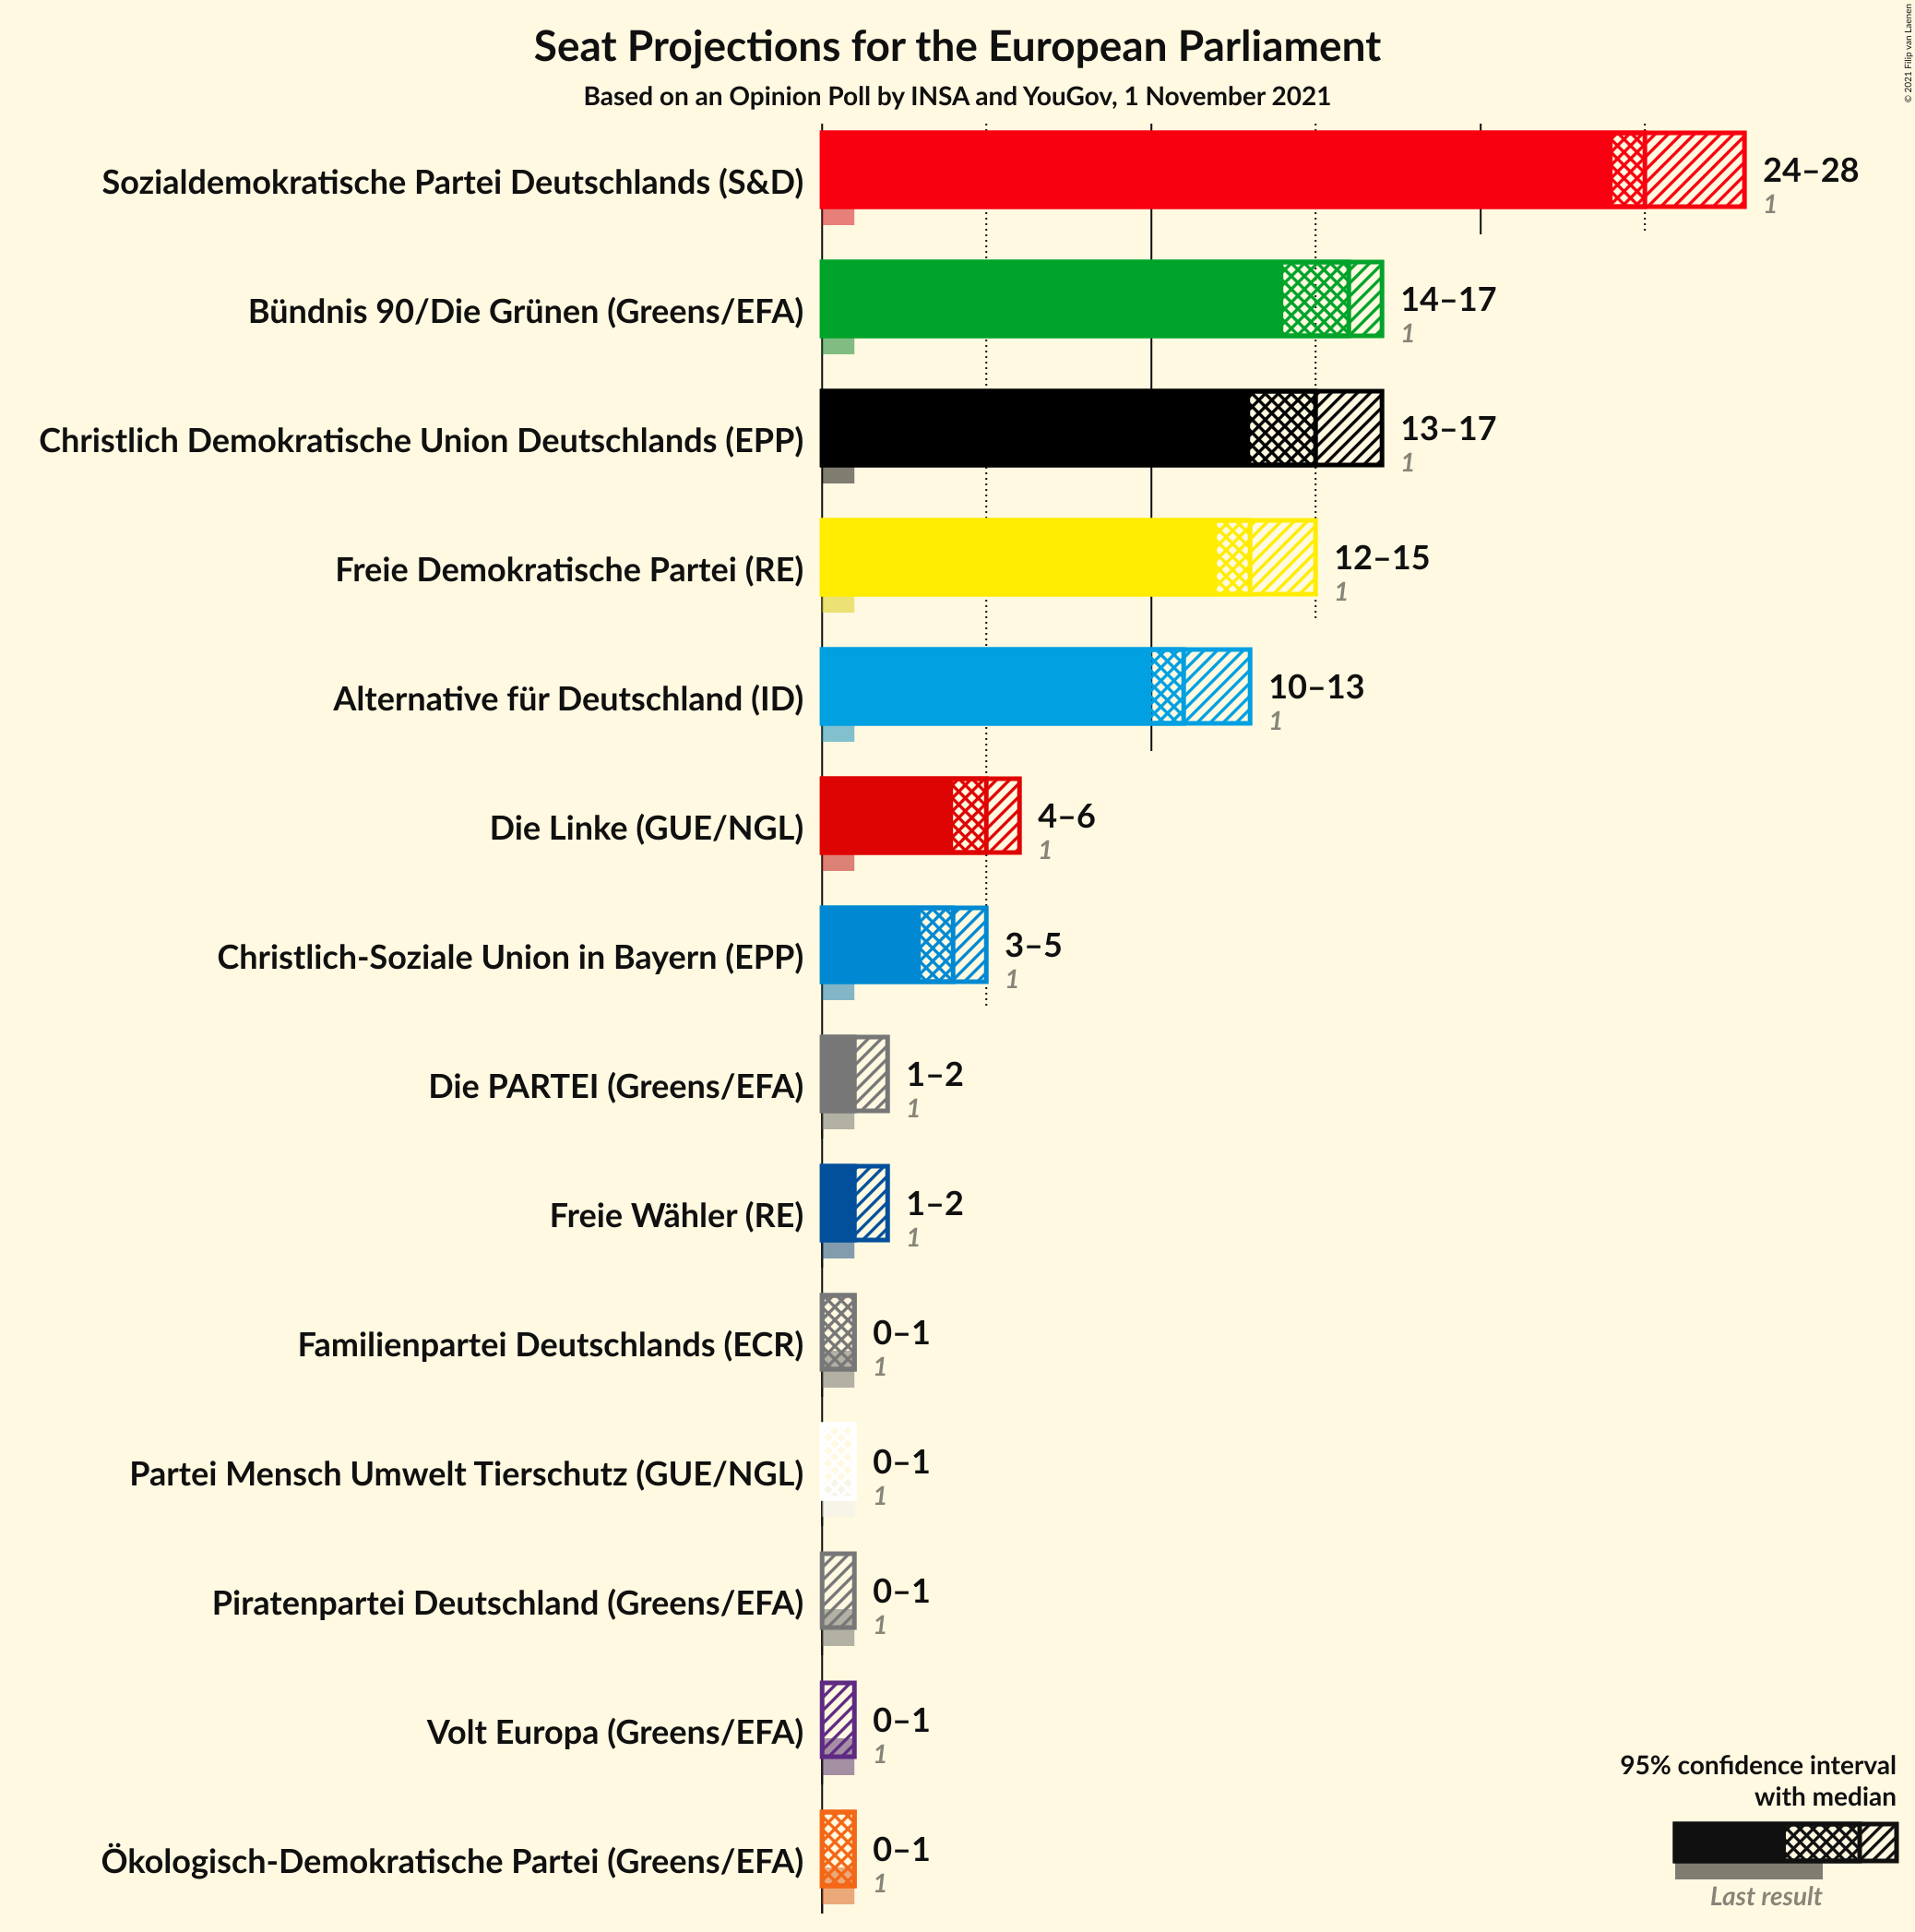 Seat Projections for the European Parliament
Based on an Opinion Poll by INSA and YouGov, 1 November 2021
© 2021 Filip van Laenen
Sozialdemokratische Partei Deutschlands (S&D)
24–28
1
Bündnis 90/Die Grünen (Greens/EFA)
14–17
1
Christlich Demokratische Union Deutschlands (EPP)
13–17
1
Freie Demokratische Partei (RE)
12–15
1
Alternative für Deutschland (ID)
10–13
1
Die Linke (GUE/NGL)
4–6
1
Christlich-Soziale Union in Bayern (EPP)
3–5
1
Die PARTEI (Greens/EFA)
1–2
1
Freie Wähler (RE)
1–2
1
Familienpartei Deutschlands (ECR)
0–1
1
Partei Mensch Umwelt Tierschutz (GUE/NGL)
0–1
1
Piratenpartei Deutschland (Greens/EFA)
0–1
1
Volt Europa (Greens/EFA)
0–1
1
Ökologisch-Demokratische Partei (Greens/EFA)
0–1
1
95% confidence interval
with median
Last result